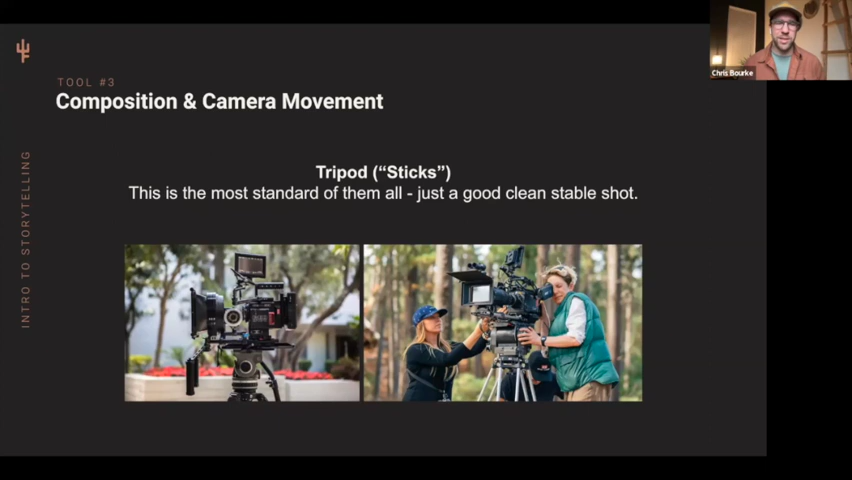 TOOL #3
Composition & Camera Movement
Tripod (“Sticks”)
This is the most standard of them all - just a good clean stable shot.
INTRO TO STORYTELLING
Chris Bourke